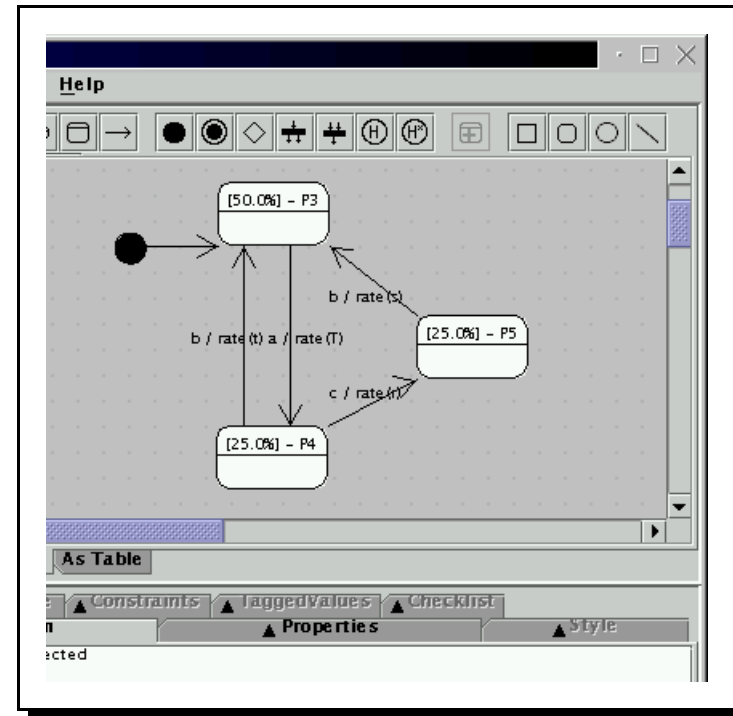 Help
H
H*
[50.0%] - P3
b / rate(s)
[25.0%] - P5
b / rate(t) a / rate(T)
c / rate(r)
[25.0%] - P4
As Table
Constraints
TaggedValues
Checklist
Properties
Style
ected